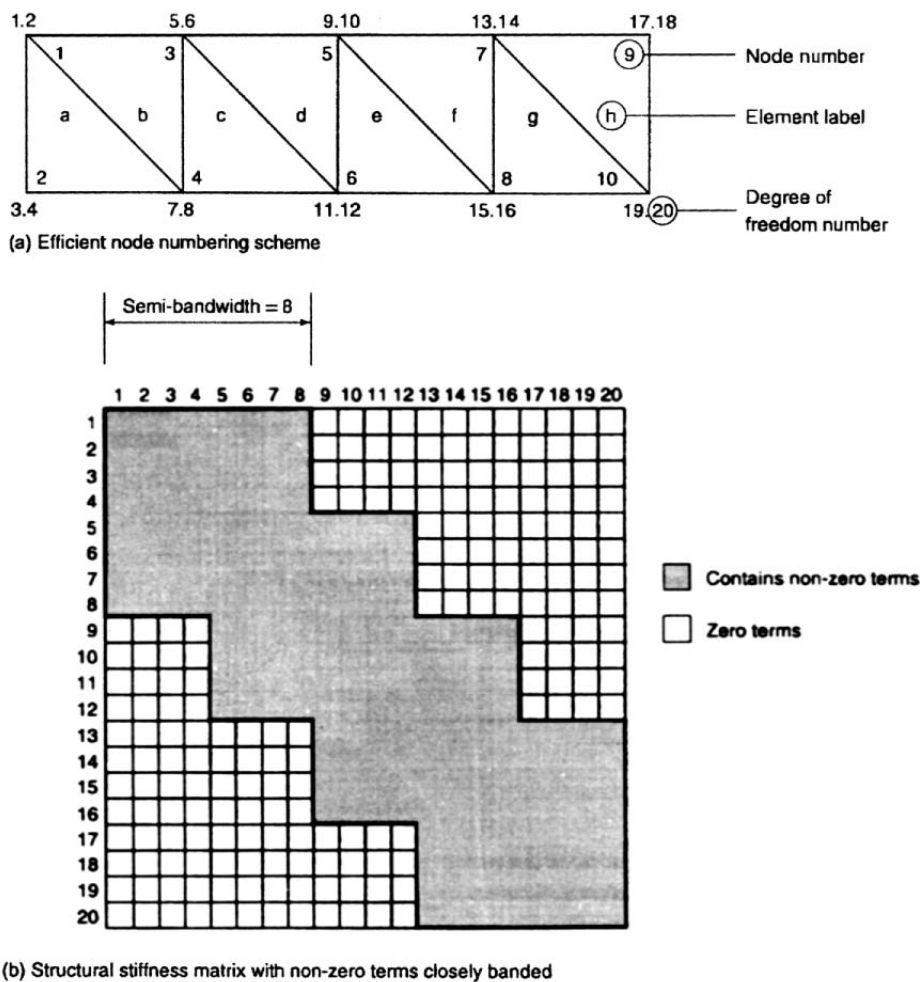 1.2 5.6 9.10 13.14 17.18
1 3 5 7 9 Node number
a b c d e f g h Element label
2 4 6 8 10
3.4 7.8 11.12 15.16 19.20 Degree of
freedom number
(a) Efficient node numbering scheme
Semi-bandwidth = 8
1 2 3 4 5 6 7 8 9 10 11 12 13 14 15 16 17 18 19 20
1
2
3
4
5
6
7
8
9
10
11
12
13
14
15
16
17
18
19
20
Contains non-zero terms
Zero terms
(b) Structural stiffness matrix with non-zero terms closely banded